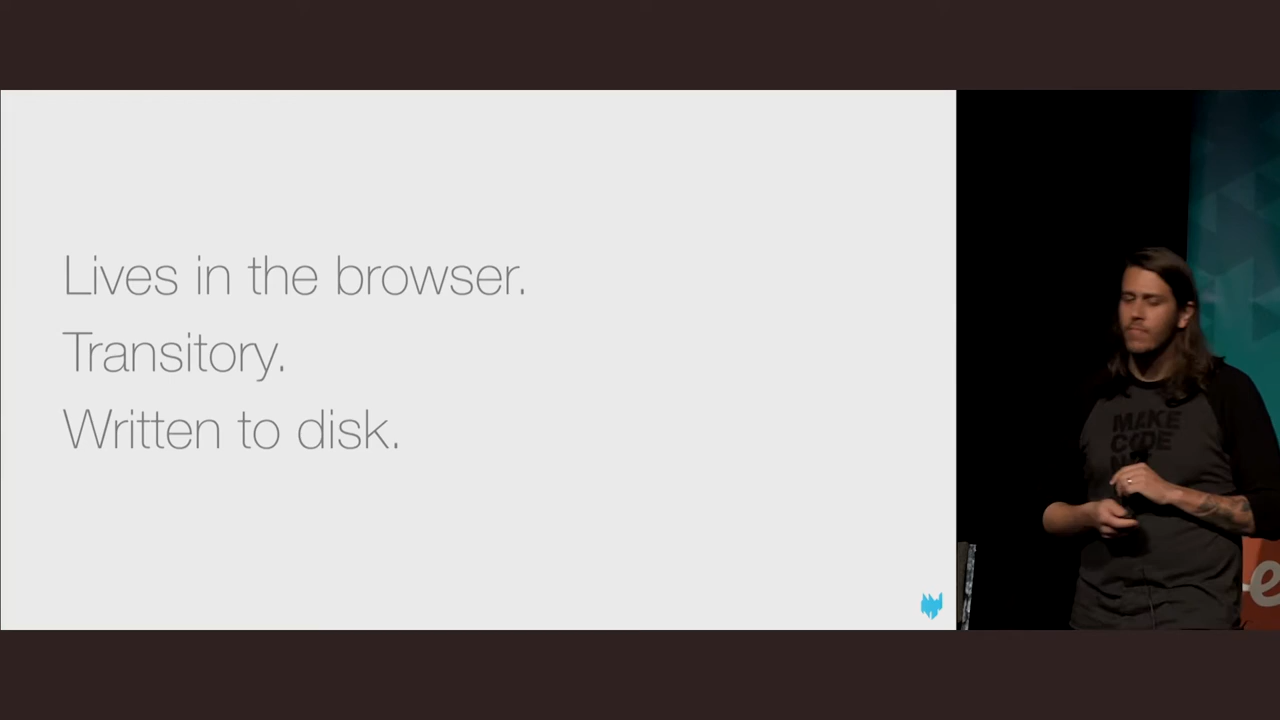 Lives in the browser.
Transitory.
Written to disk.
MAKE
CODE